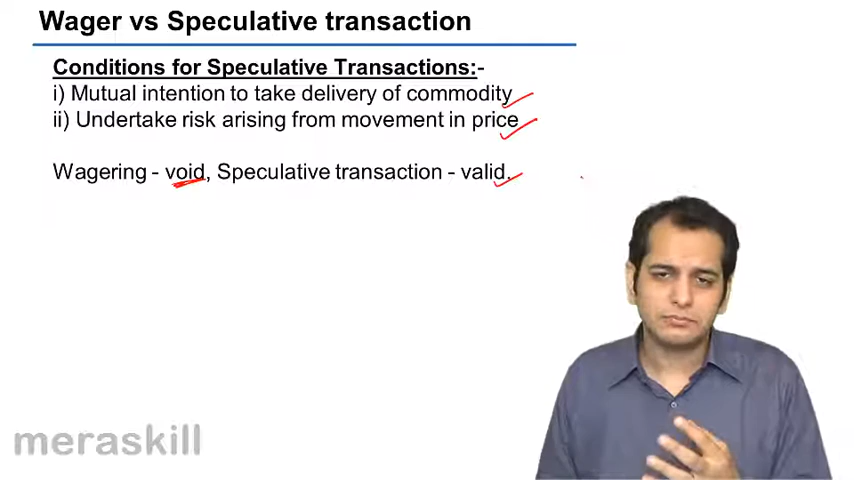 Wager vs Speculative transaction
Conditions for Speculative Transactions:-
i) Mutual intention to take delivery of commodity
ii) Undertake risk arising from movement in price
Wagering - void, Speculative transaction - valid.
meraskill